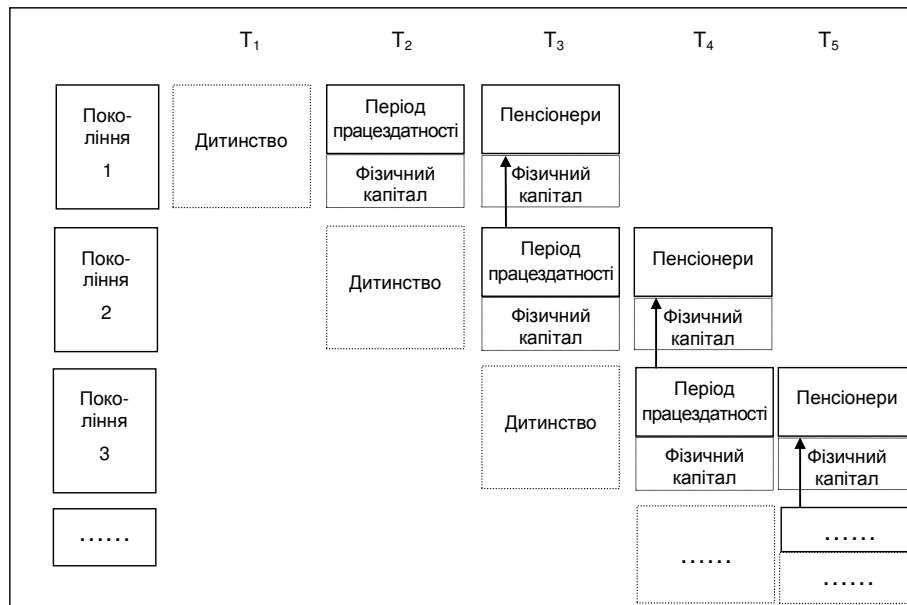 T₁ T₂ T₃ T₄ T₅
Поко-
ління
1
Дитинство
Період
працездатності
Фізичний
капітал
Пенсіонери
Фізичний
капітал
Поко-
ління
2
Дитинство
Період
працездатності
Фізичний
капітал
Пенсіонери
Фізичний
капітал
Поко-
ління
3
Дитинство
Період
працездатності
Фізичний
капітал
Пенсіонери
Фізичний
капітал
......
......
......
......